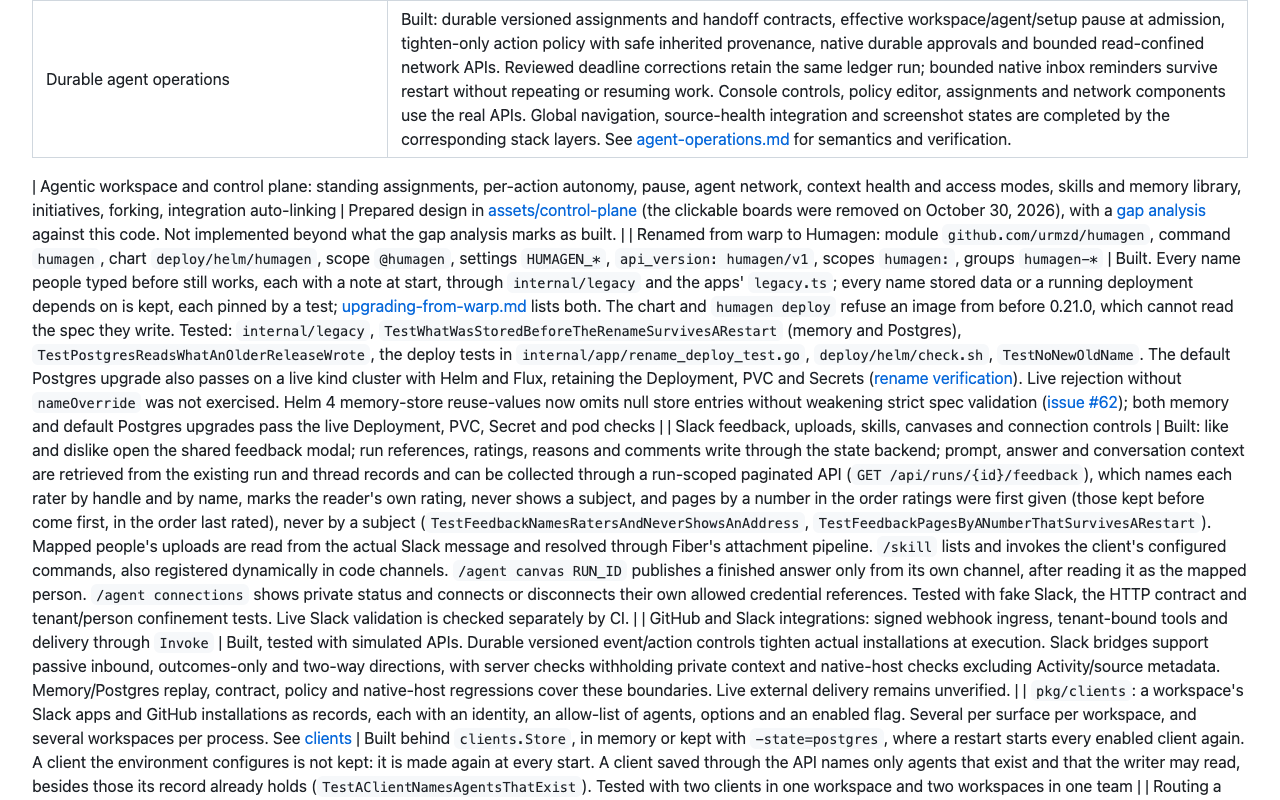 Durable agent operations
Built: durable versioned assignments and handoff contracts, effective workspace/agent/setup pause at admission,
tighten-only action policy with safe inherited provenance, native durable approvals and bounded read-confined
network APIs. Reviewed deadline corrections retain the same ledger run; bounded native inbox reminders survive
restart without repeating or resuming work. Console controls, policy editor, assignments and network components
use the real APIs. Global navigation, source-health integration and screenshot states are completed by the
corresponding stack layers. See agent-operations.md for semantics and verification.
| Agentic workspace and control plane: standing assignments, per-action autonomy, pause, agent network, context health and access modes, skills and memory library,
initiatives, forking, integration auto-linking | Prepared design in assets/control-plane (the clickable boards were removed on October 30, 2026), with a gap analysis
against this code. Not implemented beyond what the gap analysis marks as built. | | Renamed from warp to Humagen: module github.com/urmzd/humagen , command
humagen , chart deploy/helm/humagen , scope @humagen , settings HUMAGEN_* , api_version: humagen/v1 , scopes humagen: , groups humagen-* | Built. Every name
people typed before still works, each with a note at start, through internal/legacy and the apps' legacy.ts ; every name stored data or a running deployment
depends on is kept, each pinned by a test; upgrading-from-warp.md lists both. The chart and humagen deploy refuse an image from before 0.21.0, which cannot read
the spec they write. Tested: internal/legacy , TestWhatWasStoredBeforeTheRenameSurvivesARestart (memory and Postgres),
TestPostgresReadsWhatAnOlderReleaseWrote , the deploy tests in internal/app/rename_deploy_test.go , deploy/helm/check.sh , TestNoNewOldName . The default
Postgres upgrade also passes on a live kind cluster with Helm and Flux, retaining the Deployment, PVC and Secrets (rename verification). Live rejection without
nameOverride was not exercised. Helm 4 memory-store reuse-values now omits null store entries without weakening strict spec validation (issue #62); both memory
and default Postgres upgrades pass the live Deployment, PVC, Secret and pod checks | | Slack feedback, uploads, skills, canvases and connection controls | Built: like
and dislike open the shared feedback modal; run references, ratings, reasons and comments write through the state backend; prompt, answer and conversation context
are retrieved from the existing run and thread records and can be collected through a run-scoped paginated API ( GET /api/runs/{id}/feedback ), which names each
rater by handle and by name, marks the reader's own rating, never shows a subject, and pages by a number in the order ratings were first given (those kept before
come first, in the order last rated), never by a subject ( TestFeedbackNamesRatersAndNeverShowsAnAddress , TestFeedbackPagesByANumberThatSurvivesARestart ).
Mapped people's uploads are read from the actual Slack message and resolved through Fiber's attachment pipeline. /skill lists and invokes the client's configured
commands, also registered dynamically in code channels. /agent canvas RUN_ID publishes a finished answer only from its own channel, after reading it as the mapped
person. /agent connections shows private status and connects or disconnects their own allowed credential references. Tested with fake Slack, the HTTP contract and
tenant/person confinement tests. Live Slack validation is checked separately by CI. | | GitHub and Slack integrations: signed webhook ingress, tenant-bound tools and
delivery through Invoke | Built, tested with simulated APIs. Durable versioned event/action controls tighten actual installations at execution. Slack bridges support
passive inbound, outcomes-only and two-way directions, with server checks withholding private context and native-host checks excluding Activity/source metadata.
Memory/Postgres replay, contract, policy and native-host regressions cover these boundaries. Live external delivery remains unverified. | | pkg/clients : a workspace's
Slack apps and GitHub installations as records, each with an identity, an allow-list of agents, options and an enabled flag. Several per surface per workspace, and
several workspaces per process. See clients | Built behind clients.Store , in memory or kept with -state=postgres , where a restart starts every enabled client again.
A client the environment configures is not kept: it is made again at every start. A client saved through the API names only agents that exist and that the writer may read,
besides those its record already holds ( TestAClientNamesAgentsThatExist ). Tested with two clients in one workspace and two workspaces in one team | | Routing a